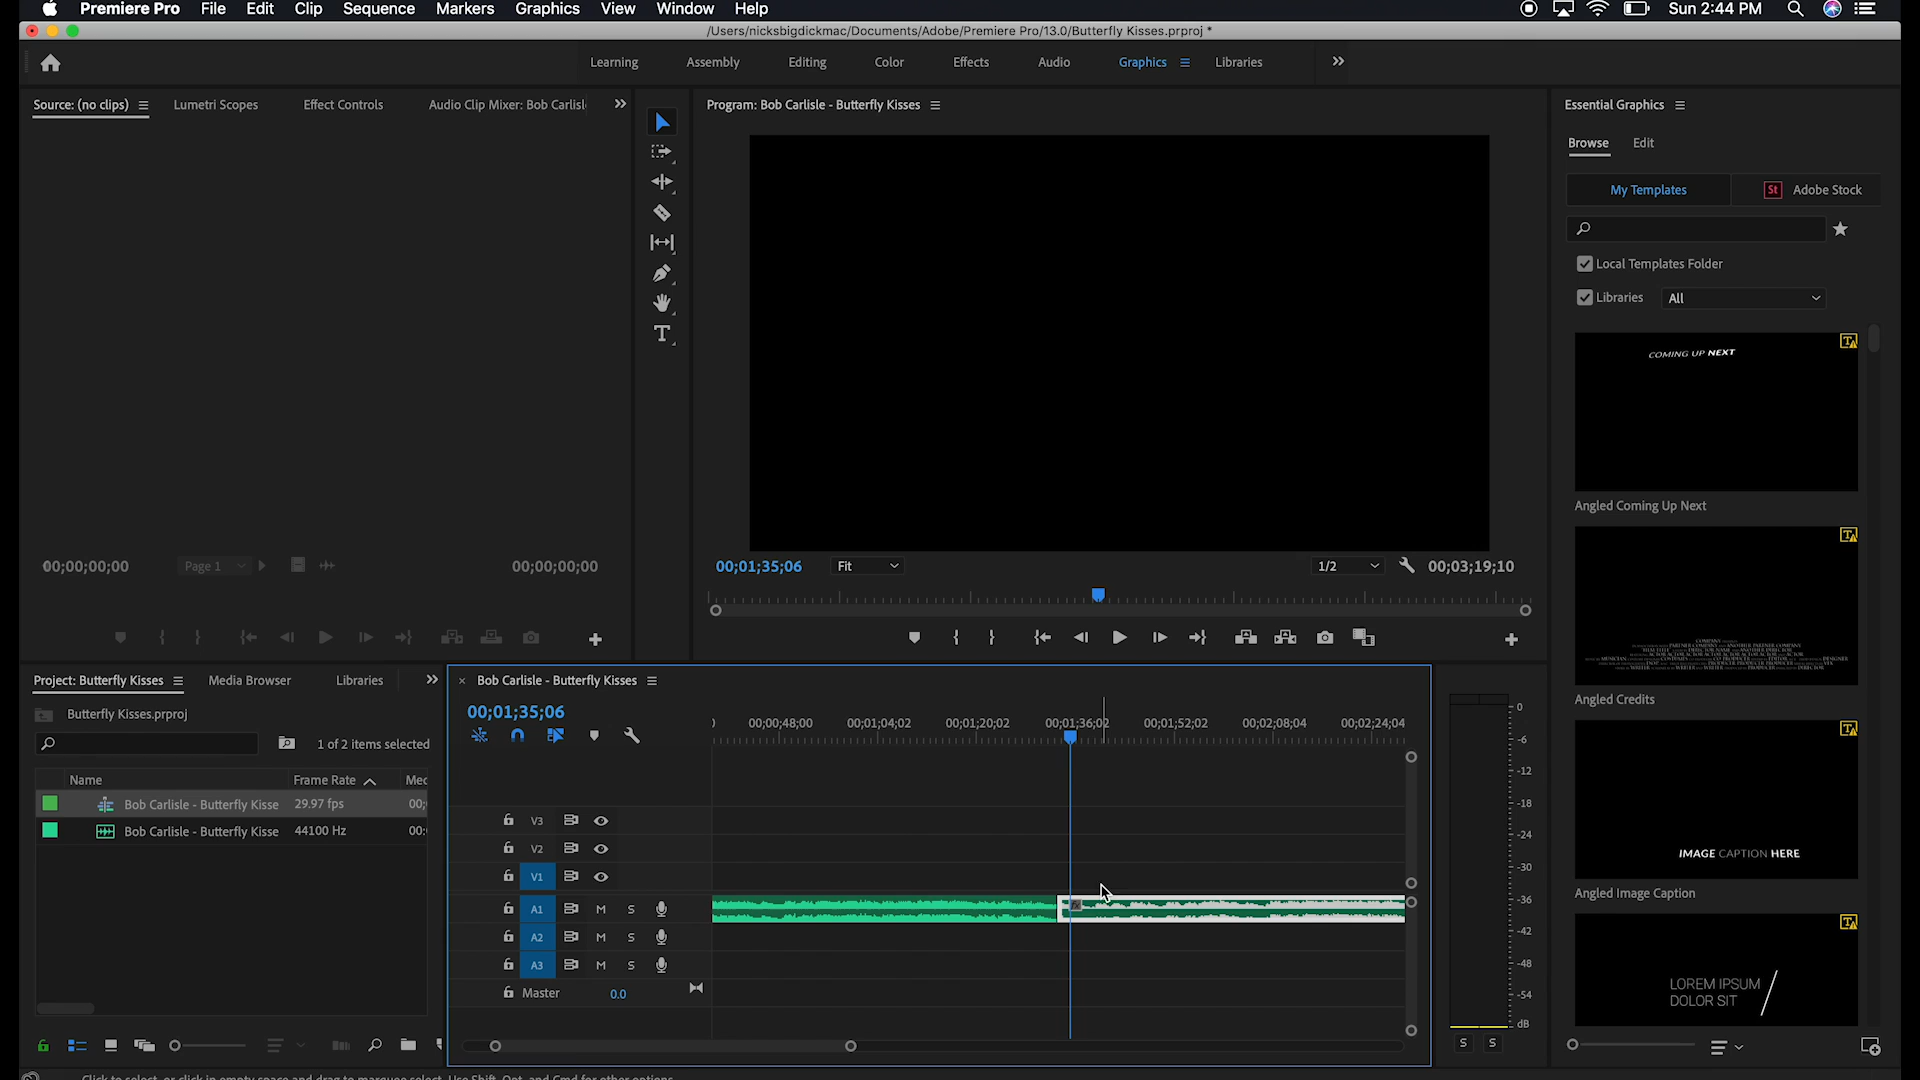 Premiere Pro File Edit Clip Sequence Markers Graphics View Window Help Sun 2:44 PM
/Users/nicksbigdickmac/Documents/Adobe/Premiere Pro/13.0/Butterfly Kisses.prproj *
Learning Assembly Editing Color Effects Audio Graphics Libraries
Source: (no clips) Lumetri Scopes Effect Controls Audio Clip Mixer: Bob Carlisl
Program: Bob Carlisle - Butterfly Kisses
Essential Graphics
Browse Edit
My Templates St Adobe Stock
Local Templates Folder
Libraries All
COMING UP NEXT
Angled Coming Up Next
Angled Credits
IMAGE CAPTION HERE
Angled Image Caption
LOREM IPSUM
DOLOR SIT
00;00;00;00 Page 1 00;00;00;00
00;01;35;06 Fit 1/2 00;03;19;10
Project: Butterfly Kisses Media Browser Libraries
Butterfly Kisses.prproj
1 of 2 items selected
Name Frame Rate Mec
Bob Carlisle - Butterfly Kisse 29.97 fps 00;
Bob Carlisle - Butterfly Kisse 44100 Hz 00:
× Bob Carlisle - Butterfly Kisses
00;01;35;06
00;00;48;00 00;01;04;02 00;01;20;02 00;01;36;02 00;01;52;02 00;02;08;04 00;02;24;04
V3
V2
V1
A1 M S
A2 M S
A3 M S
Master 0.0
0
-6
-12
-18
-24
-30
-36
-42
-48
-54
dB
S S
Click to select, or click in empty space and drag to marquee select. Use Shift, Opt, and Cmd for other options.